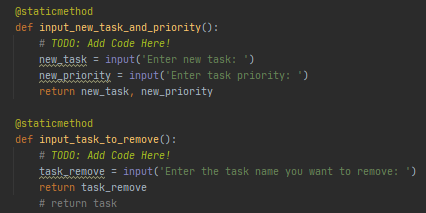 @staticmethod
def input_new_task_and_priority():
    # TODO: Add Code Here!
    new_task = input('Enter new task: ')
    new_priority = input('Enter task priority: ')
    return new_task, new_priority

@staticmethod
def input_task_to_remove():
    # TODO: Add Code Here!
    task_remove = input('Enter the task name you want to remove: ')
    return task_remove
    # return task